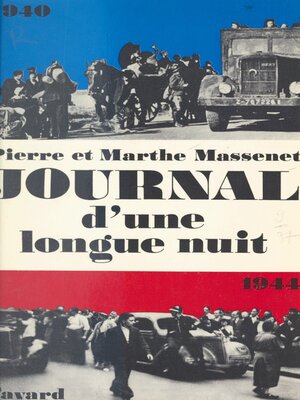 1940
Pierre et Marthe Massenet
JOURNAL
d'une
longue nuit
1944
Fayard